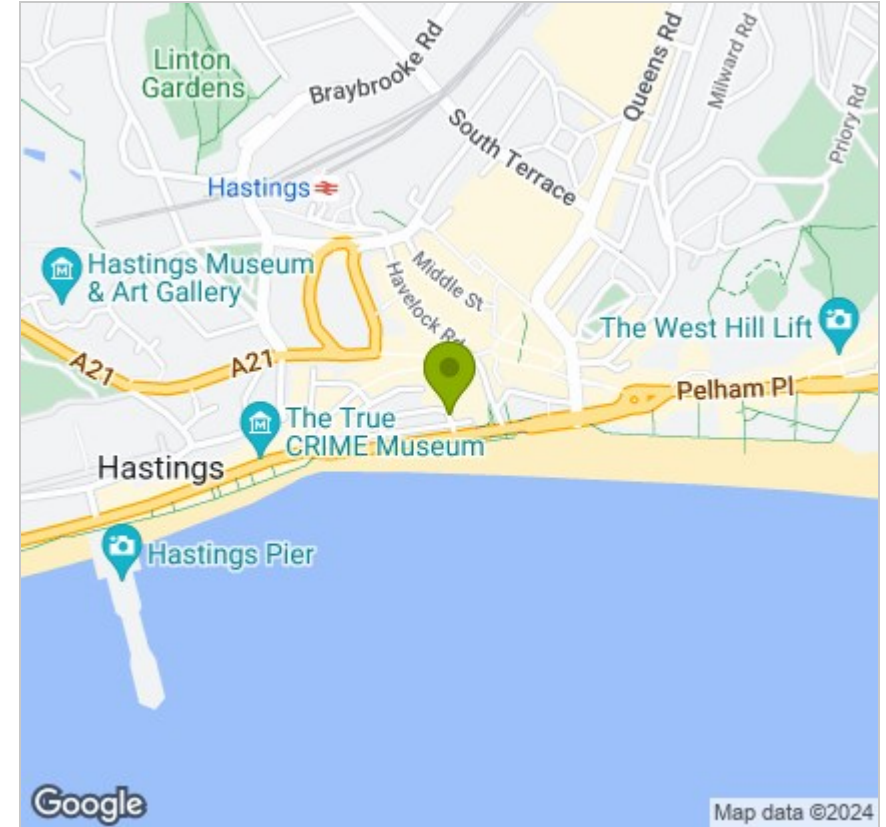 Linton
Gardens
Braybrooke Rd
Queens Rd
Milward Rd
Priory Rd
South Terrace
Hastings
Hastings Museum
& Art Gallery
Middle St
Havelock Rd
The West Hill Lift
A21
A21
Pelham Pl
The True
CRIME Museum
Hastings
Hastings Pier
Google
Map data ©2024